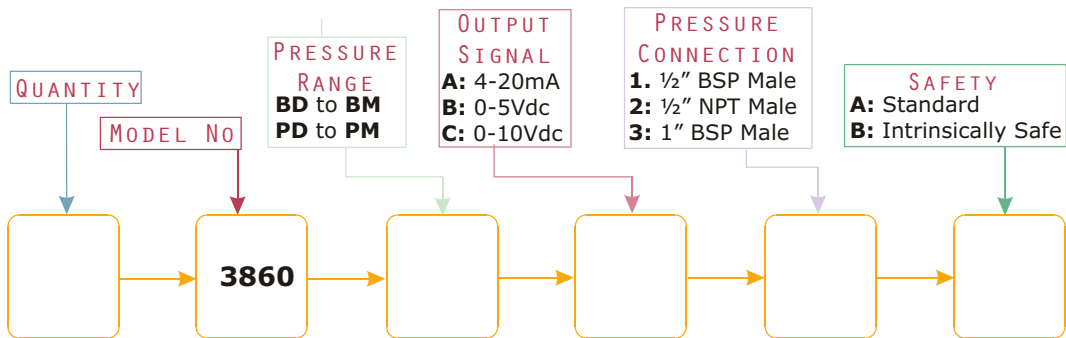 QUANTITY
MODEL NO
PRESSURE
RANGE
BD to BM
PD to PM
OUTPUT
SIGNAL
A: 4-20mA
B: 0-5Vdc
C: 0-10Vdc
PRESSURE
CONNECTION
1. ½” BSP Male
2: ½” NPT Male
3: 1” BSP Male
SAFETY
A: Standard
B: Intrinsically Safe
3860